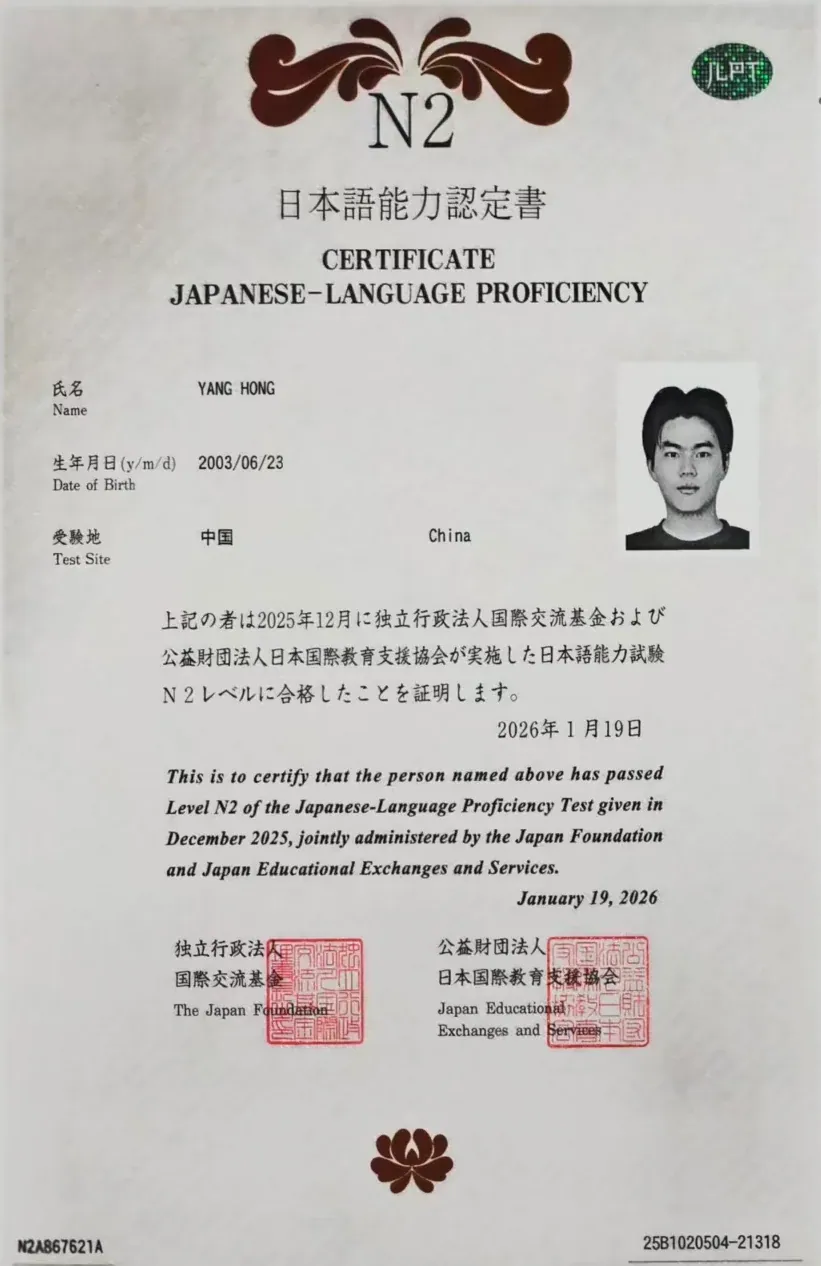 JLPT
N2
日本語能力認定書
CERTIFICATE
JAPANESE-LANGUAGE PROFICIENCY
氏名 YANG HONG
Name
生年月日(y/m/d) 2003/06/23
Date of Birth
受験地 中国 China
Test Site
上記の者は2025年12月に独立行政法人国際交流基金および
公益財団法人日本国際教育支援協会が実施した日本語能力試験
N2レベルに合格したことを証明します。
2026年1月19日
This is to certify that the person named above has passed
Level N2 of the Japanese-Language Proficiency Test given in
December 2025, jointly administered by the Japan Foundation
and Japan Educational Exchanges and Services.
January 19, 2026
独立行政法人
国際交流基金
The Japan Foundation
公益財団法人
日本国際教育支援協会
Japan Educational
Exchanges and Services
N2A867621A
25B1020504-21318